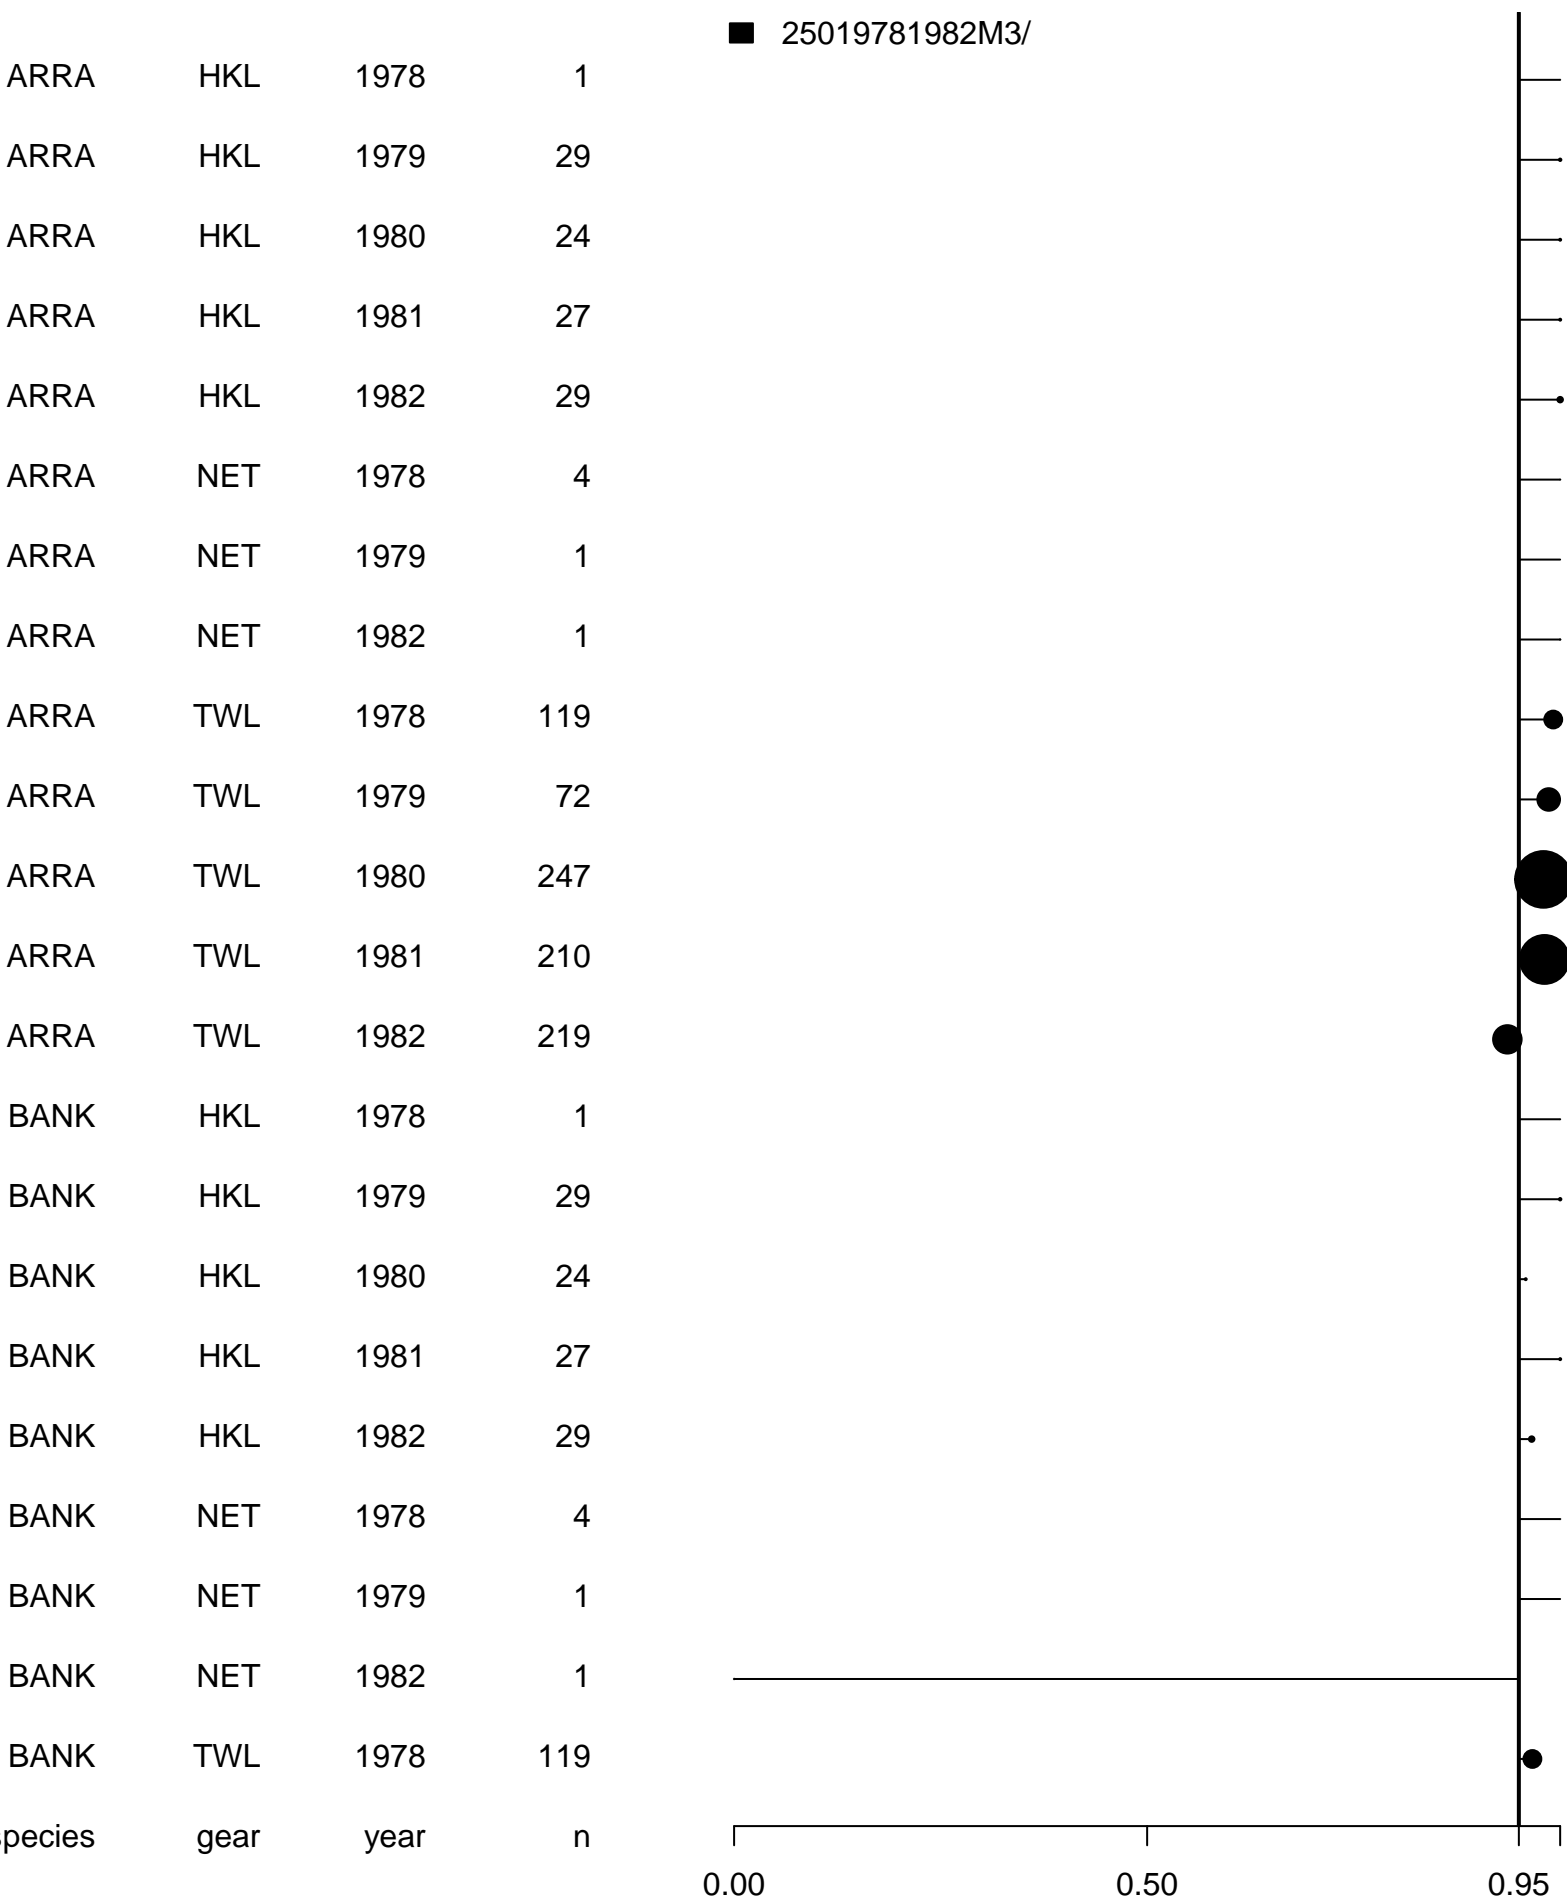 25019781982M3/
ARRA HKL 1978 1
ARRA HKL 1979 29
ARRA HKL 1980 24
ARRA HKL 1981 27
ARRA HKL 1982 29
ARRA NET 1978 4
ARRA NET 1979 1
ARRA NET 1982 1
ARRA TWL 1978 119
ARRA TWL 1979 72
ARRA TWL 1980 247
ARRA TWL 1981 210
ARRA TWL 1982 219
BANK HKL 1978 1
BANK HKL 1979 29
BANK HKL 1980 24
BANK HKL 1981 27
BANK HKL 1982 29
BANK NET 1978 4
BANK NET 1979 1
BANK NET 1982 1
BANK TWL 1978 119
pecies gear year n
0.00 0.50 0.95